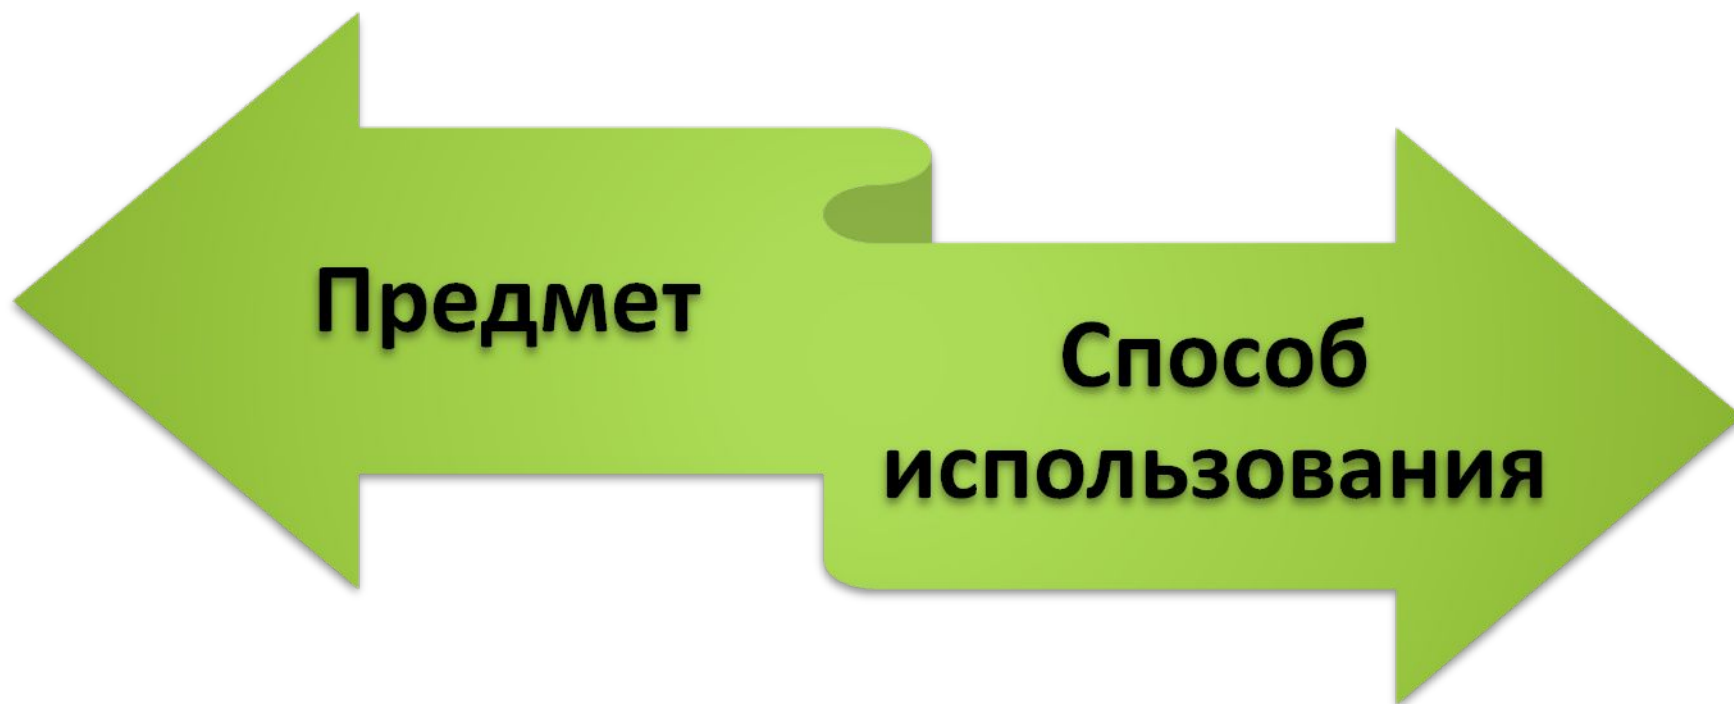 Предмет
Способ
использования